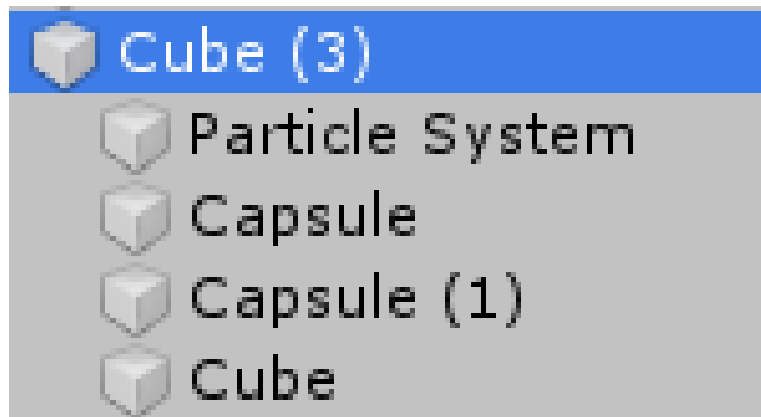 Cube (3)
Particle System
Capsule
Capsule (1)
Cube